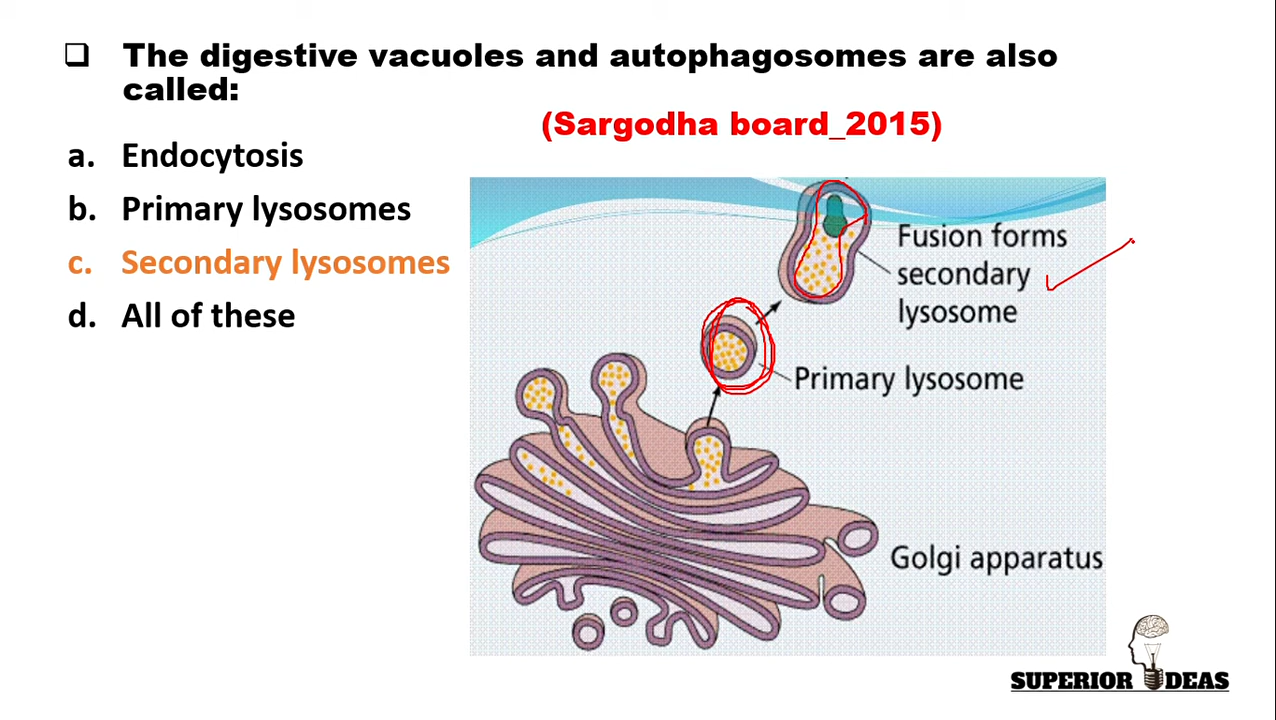 ❑ The digestive vacuoles and autophagosomes are also
called:
(Sargodha board_2015)
a. Endocytosis
b. Primary lysosomes
c. Secondary lysosomes
d. All of these
Fusion forms
secondary
lysosome
Primary lysosome
Golgi apparatus
SUPERIOR IDEAS